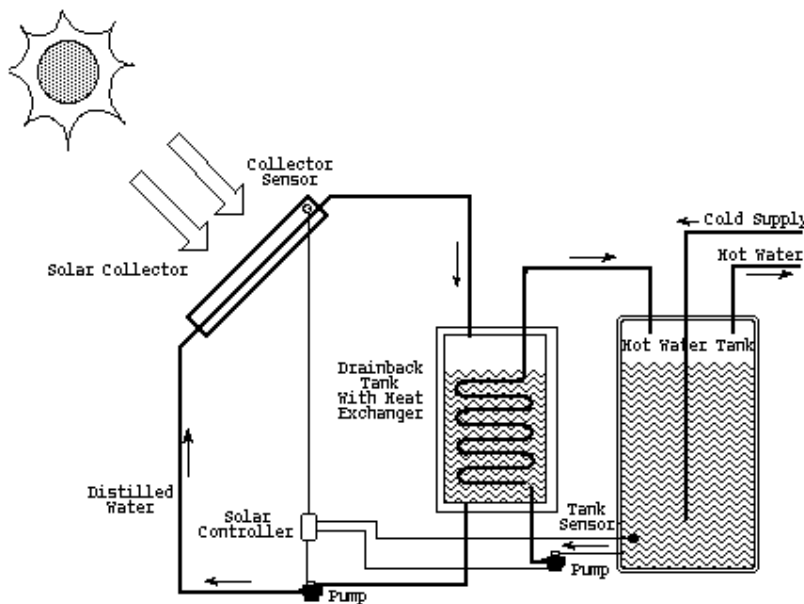 Collector
Sensor
Solar Collector
Cold Supply
Hot Water
Hot Water Tank
Drainback
Tank
With Heat
Exchanger
Distilled
Water
Solar
Controller
Tank
Sensor
Pump
Pump